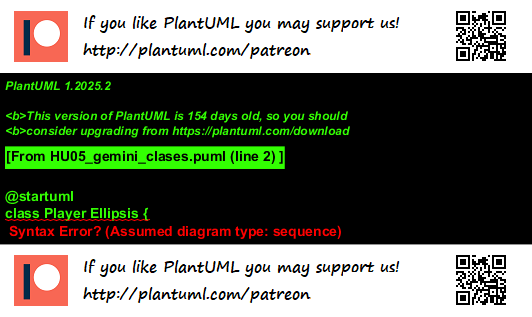 If you like PlantUML you may support us!
http://plantuml.com/patreon
PlantUML 1.2025.2
<b>This version of PlantUML is 154 days old, so you should
<b>consider upgrading from https://plantuml.com/download
[From HU05_gemini_clases.puml (line 2) ]
@startuml
class Player Ellipsis {
Syntax Error? (Assumed diagram type: sequence)
If you like PlantUML you may support us!
http://plantuml.com/patreon